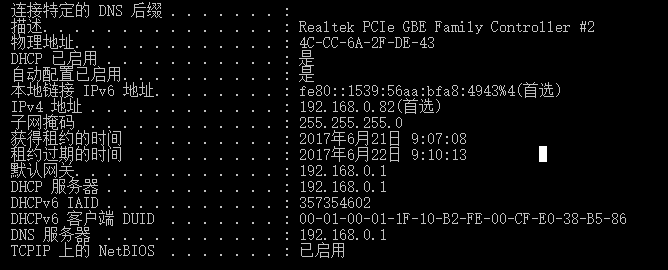 连接特定的 DNS 后缀 . . . . . . . :
描述. . . . . . . . . . . . . . . : Realtek PCIe GBE Family Controller #2
物理地址. . . . . . . . . . . . . : 4C-CC-6A-2F-DE-43
DHCP 已启用 . . . . . . . . . . . : 是
自动配置已启用. . . . . . . . . . : 是
本地链接 IPv6 地址. . . . . . . . : fe80::1539:56aa:bfa8:4943%4(首选)
IPv4 地址 . . . . . . . . . . . . : 192.168.0.82(首选)
子网掩码 . . . . . . . . . . . . : 255.255.255.0
获得租约的时间 . . . . . . . . . : 2017年6月21日 9:07:08
租约过期的时间 . . . . . . . . . : 2017年6月22日 9:10:13
默认网关. . . . . . . . . . . . . : 192.168.0.1
DHCP 服务器 . . . . . . . . . . . : 192.168.0.1
DHCPv6 IAID . . . . . . . . . . . : 357354602
DHCPv6 客户端 DUID . . . . . . . : 00-01-00-01-1F-10-B2-FE-00-CF-E0-38-B5-86
DNS 服务器 . . . . . . . . . . . : 192.168.0.1
TCPIP 上的 NetBIOS . . . . . . . : 已启用